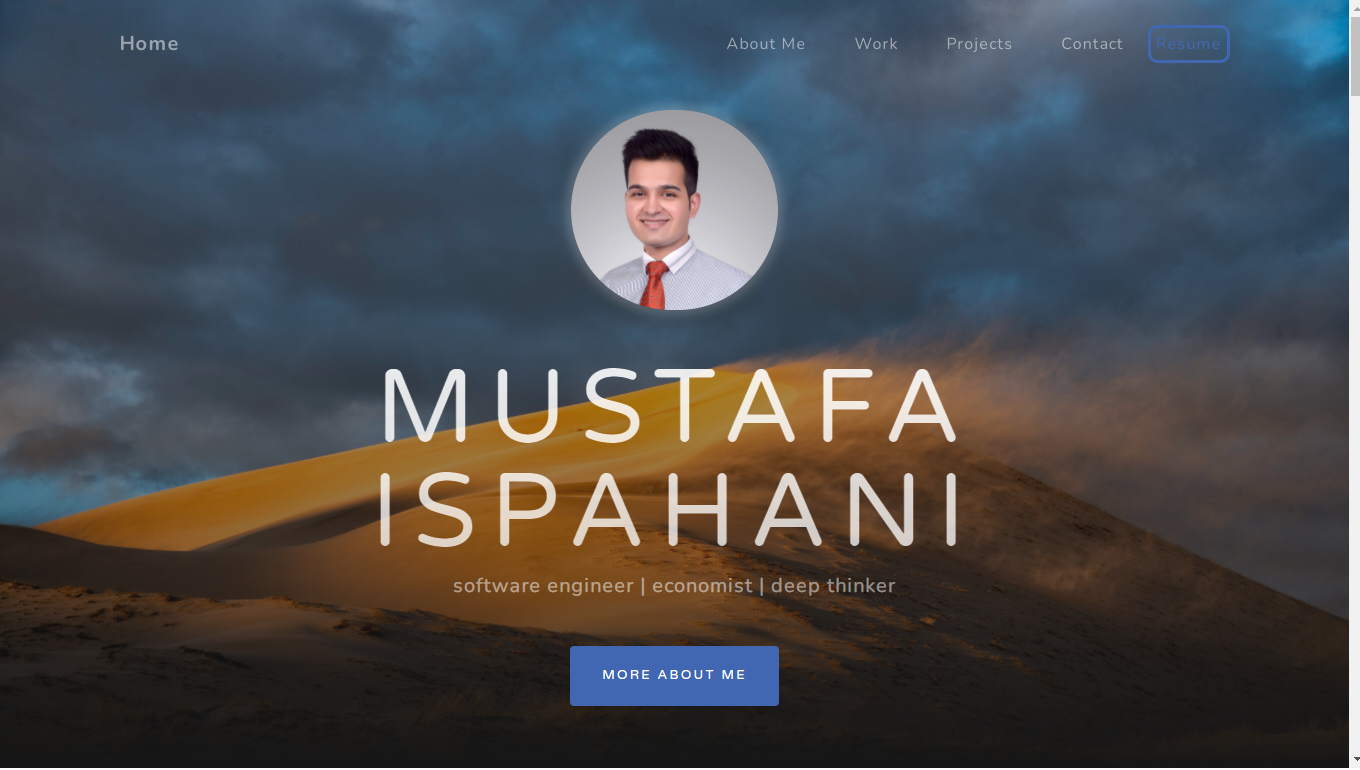 Home
About Me
Work
Projects
Contact
Resume
MUSTAFA
ISPAHANI
software engineer | economist | deep thinker
MORE ABOUT ME